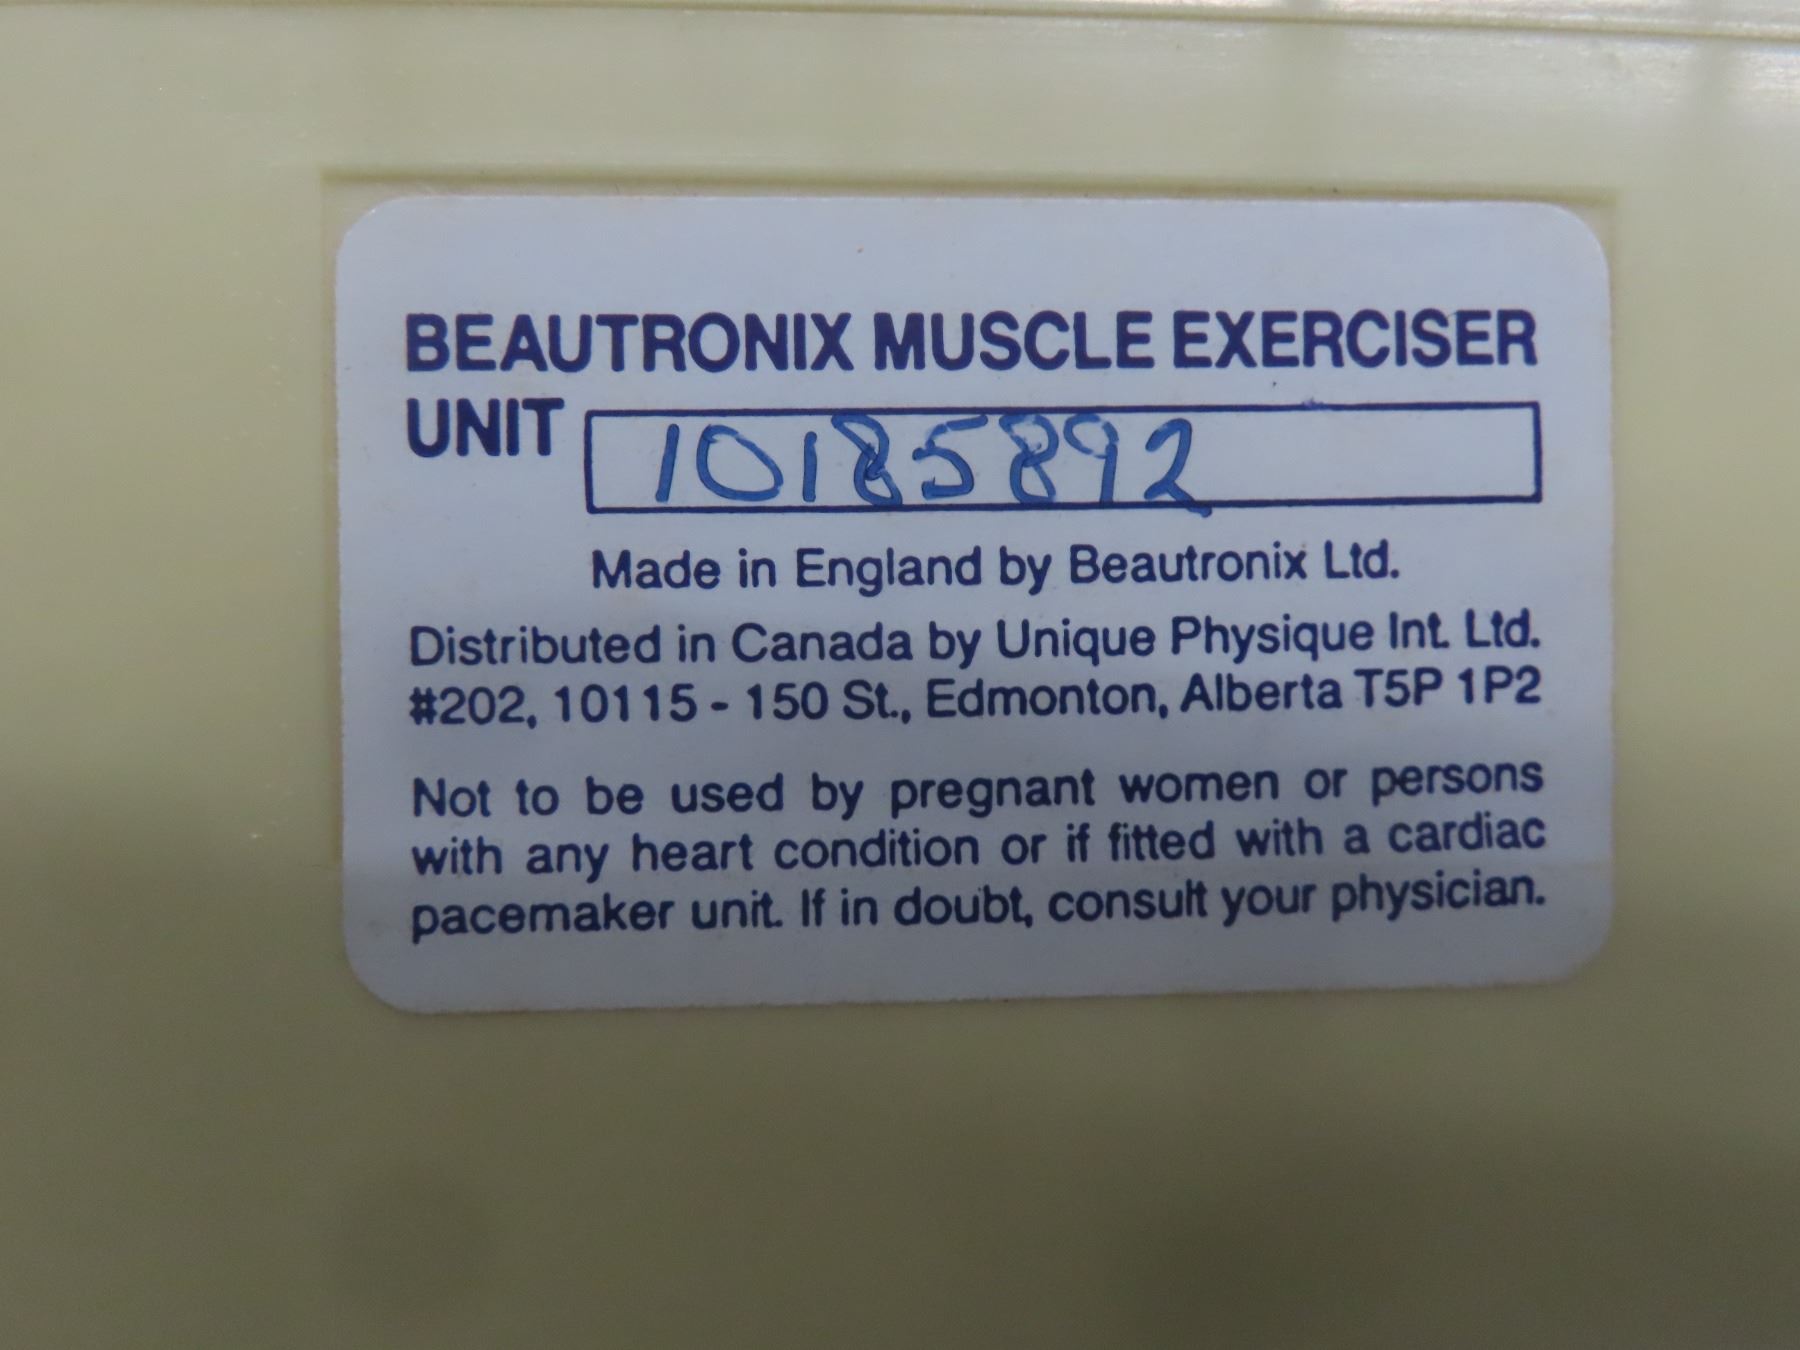 BEAUTRONIX MUSCLE EXERCISER
UNIT 10185892
Made in England by Beautronix Ltd.
Distributed in Canada by Unique Physique Int. Ltd.
#202, 10115 - 150 St., Edmonton, Alberta T5P 1P2
Not to be used by pregnant women or persons
with any heart condition or if fitted with a cardiac
pacemaker unit. If in doubt, consult your physician.